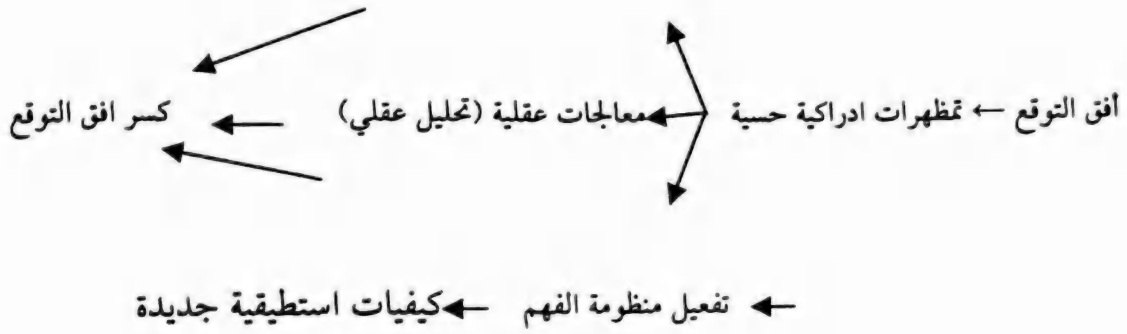 أفق التوقع ← تمظهرات ادراكية حسية ← معالجات عقلية (تحليل عقلي) ← كسر افق التوقع
← تفعيل منظومة الفهم ← كيفيات استطيقية جديدة